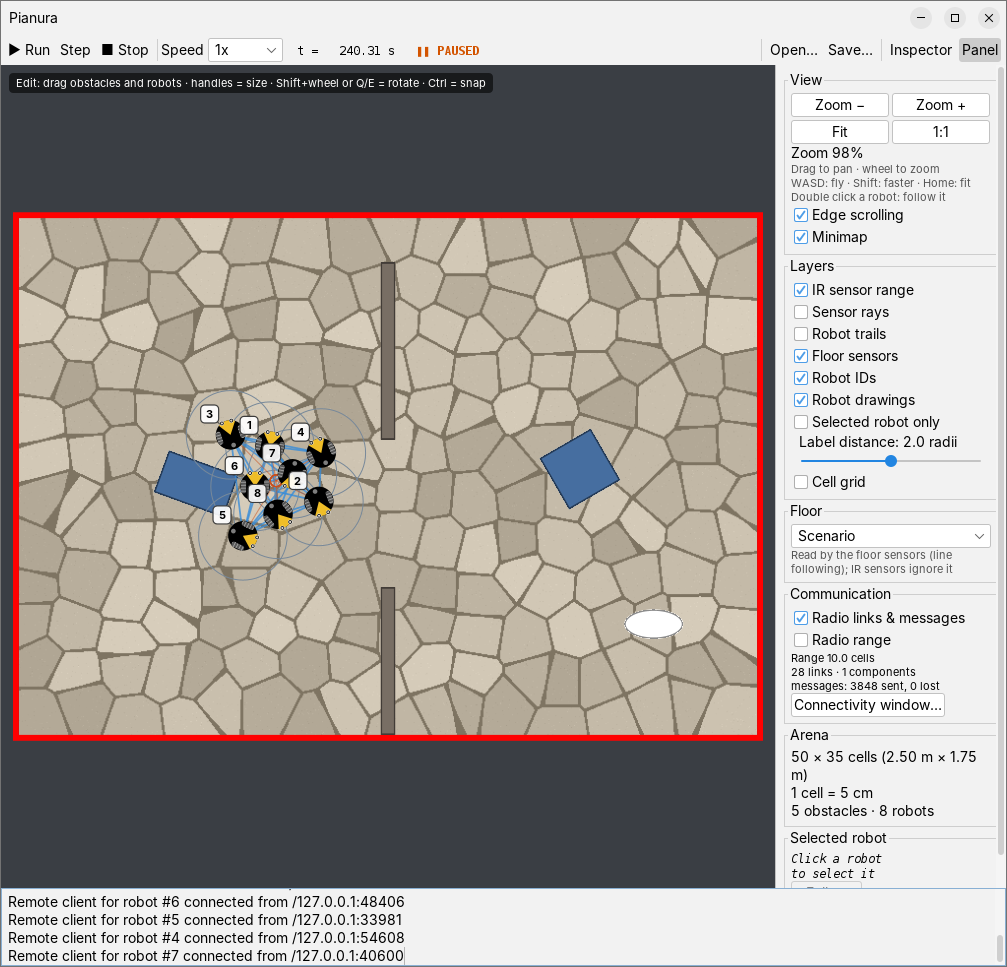 Pianura
Run Step Stop Speed 1x t = 240.31 s PAUSED Open... Save... Inspector Panel
Edit: drag obstacles and robots · handles = size · Shift+wheel or Q/E = rotate · Ctrl = snap
3
1
4
7
6
2
8
5
View
Zoom − Zoom +
Fit 1:1
Zoom 98%
Drag to pan · wheel to zoom
WASD: fly · Shift: faster · Home: fit
Double click a robot: follow it
Edge scrolling
Minimap
Layers
IR sensor range
Sensor rays
Robot trails
Floor sensors
Robot IDs
Robot drawings
Selected robot only
Label distance: 2.0 radii
Cell grid
Floor
Scenario
Read by the floor sensors (line
following); IR sensors ignore it
Communication
Radio links & messages
Radio range
Range 10.0 cells
28 links · 1 components
messages: 3848 sent, 0 lost
Connectivity window...
Arena
50 × 35 cells (2.50 m × 1.75
m)
1 cell = 5 cm
5 obstacles · 8 robots
Selected robot
Click a robot
to select it
Remote client for robot #6 connected from /127.0.0.1:48406
Remote client for robot #5 connected from /127.0.0.1:33981
Remote client for robot #4 connected from /127.0.0.1:54608
Remote client for robot #7 connected from /127.0.0.1:40600